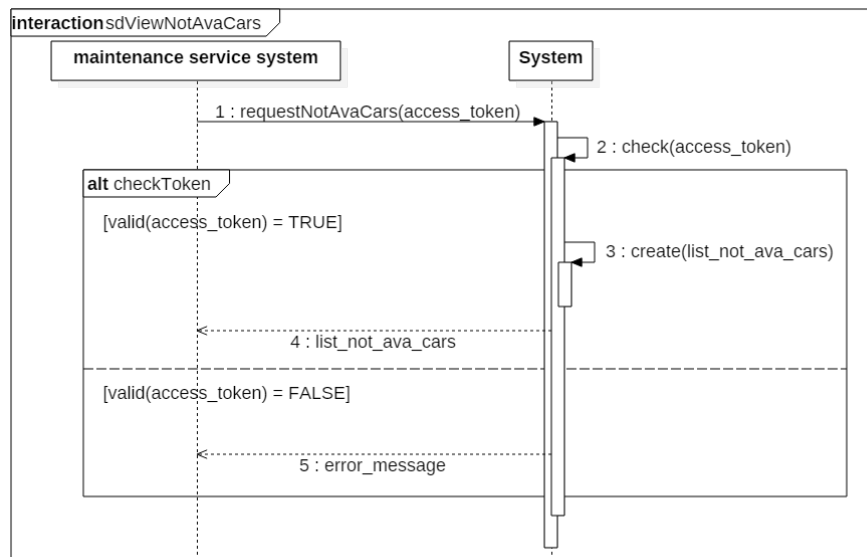 interaction sdViewNotAvaCars
maintenance service system
System
1 : requestNotAvaCars(access_token)
2 : check(access_token)
alt checkToken
[valid(access_token) = TRUE]
3 : create(list_not_ava_cars)
4 : list_not_ava_cars
[valid(access_token) = FALSE]
5 : error_message